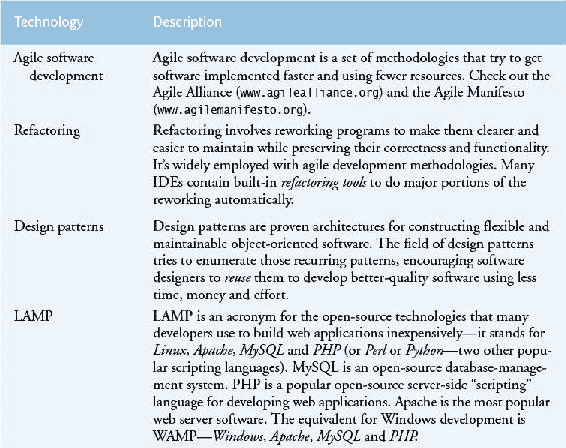 Technology Description
Agile software Agile software development is a set of methodologies that try to get
development software implemented faster and using fewer resources. Check out the
Agile Alliance (www.agilealliance.org) and the Agile Manifesto
(www.agilemanifesto.org).
Refactoring Refactoring involves reworking programs to make them clearer and
easier to maintain while preserving their correctness and functionality.
It's widely employed with agile development methodologies. Many
IDEs contain built-in refactoring tools to do major portions of the
reworking automatically.
Design patterns Design patterns are proven architectures for constructing flexible and
maintainable object-oriented software. The field of design patterns
tries to enumerate those recurring patterns, encouraging software
designers to reuse them to develop better-quality software using less
time, money and effort.
LAMP LAMP is an acronym for the open-source technologies that many
developers use to build web applications inexpensively—it stands for
Linux, Apache, MySQL and PHP (or Perl or Python—two other popu-
lar scripting languages). MySQL is an open-source database-manage-
ment system. PHP is a popular open-source server-side “scripting”
language for developing web applications. Apache is the most popular
web server software. The equivalent for Windows development is
WAMP—Windows, Apache, MySQL and PHP.